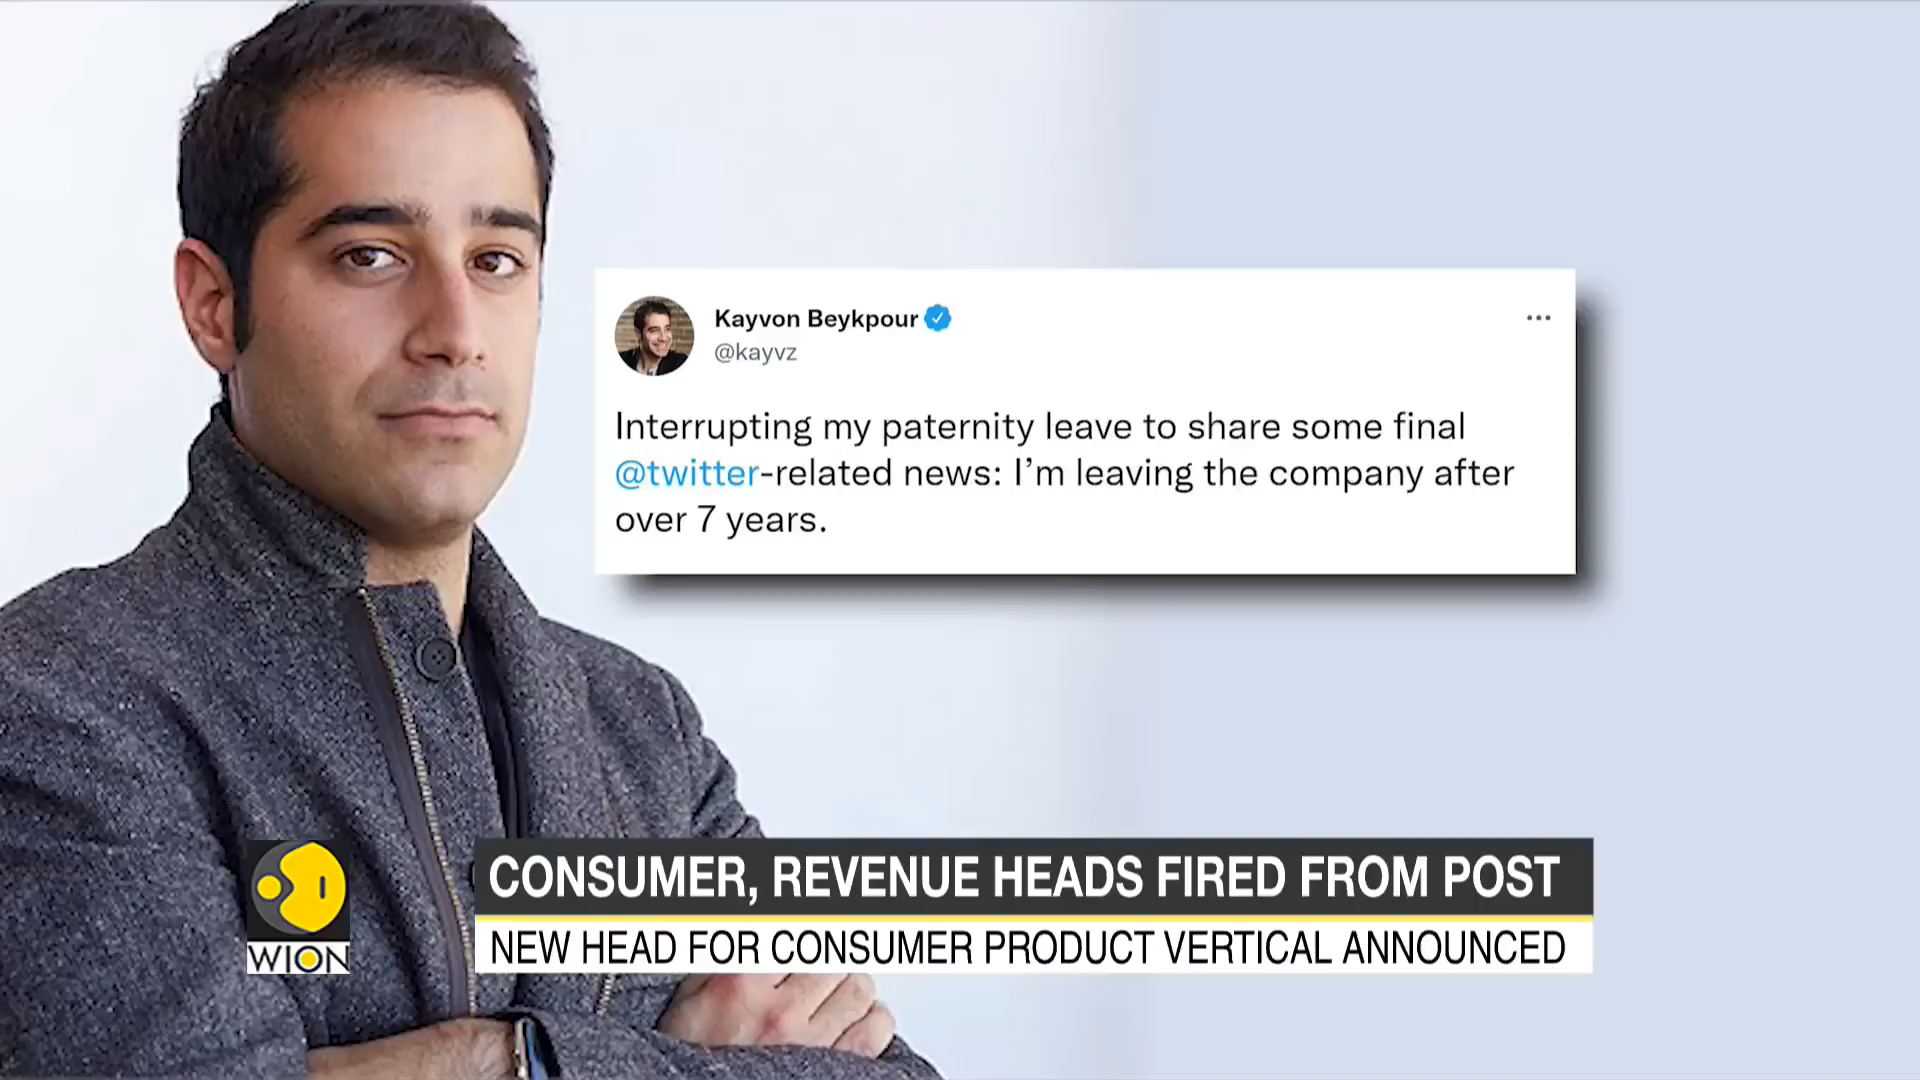 Kayvon Beykpour
@kayvz
Interrupting my paternity leave to share some final
@twitter-related news: I’m leaving the company after
over 7 years.
CONSUMER, REVENUE HEADS FIRED FROM POST
NEW HEAD FOR CONSUMER PRODUCT VERTICAL ANNOUNCED
WION